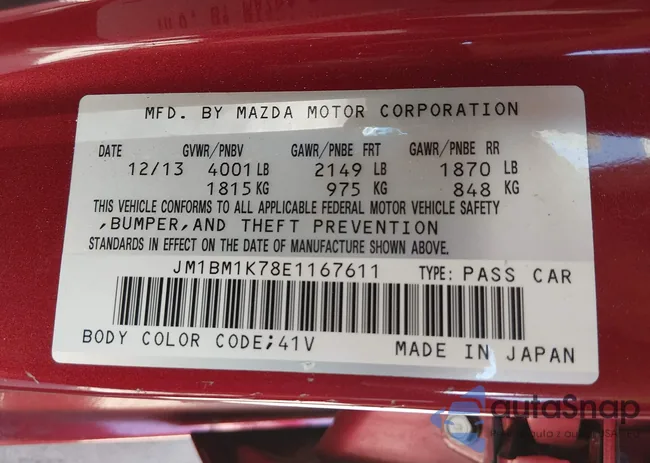 MFD. BY MAZDA MOTOR CORPORATION
DATE GVWR/PNBV GAWR/PNBE FRT GAWR/PNBE RR
12/13 4001 LB 2149 LB 1870 LB
1815 KG 975 KG 848 KG
THIS VEHICLE CONFORMS TO ALL APPLICABLE FEDERAL MOTOR VEHICLE SAFETY
,BUMPER,AND THEFT PREVENTION
STANDARDS IN EFFECT ON THE DATE OF MANUFACTURE SHOWN ABOVE.
JM1BM1K78E1167611 TYPE: PASS CAR
BODY COLOR CODE;41V MADE IN JAPAN
autoSnap